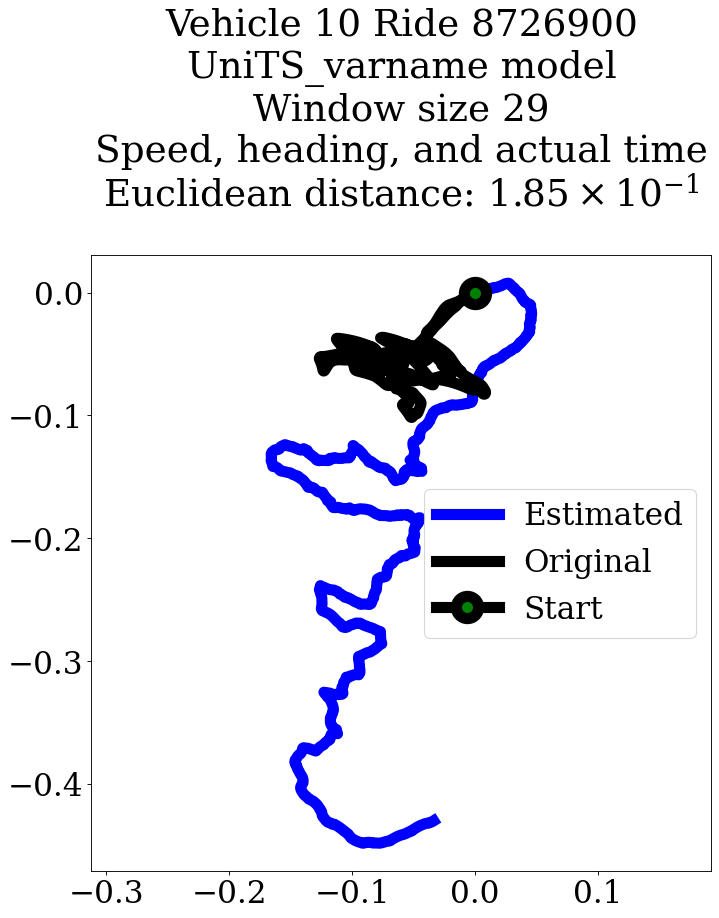 Vehicle 10 Ride 8726900
UniTS_varname model
Window size 29
Speed, heading, and actual time
Euclidean distance: 1.85 × 10⁻¹
0.0
−0.1
−0.2
−0.3
−0.4
Estimated
Original
Start
−0.3 −0.2 −0.1 0.0 0.1